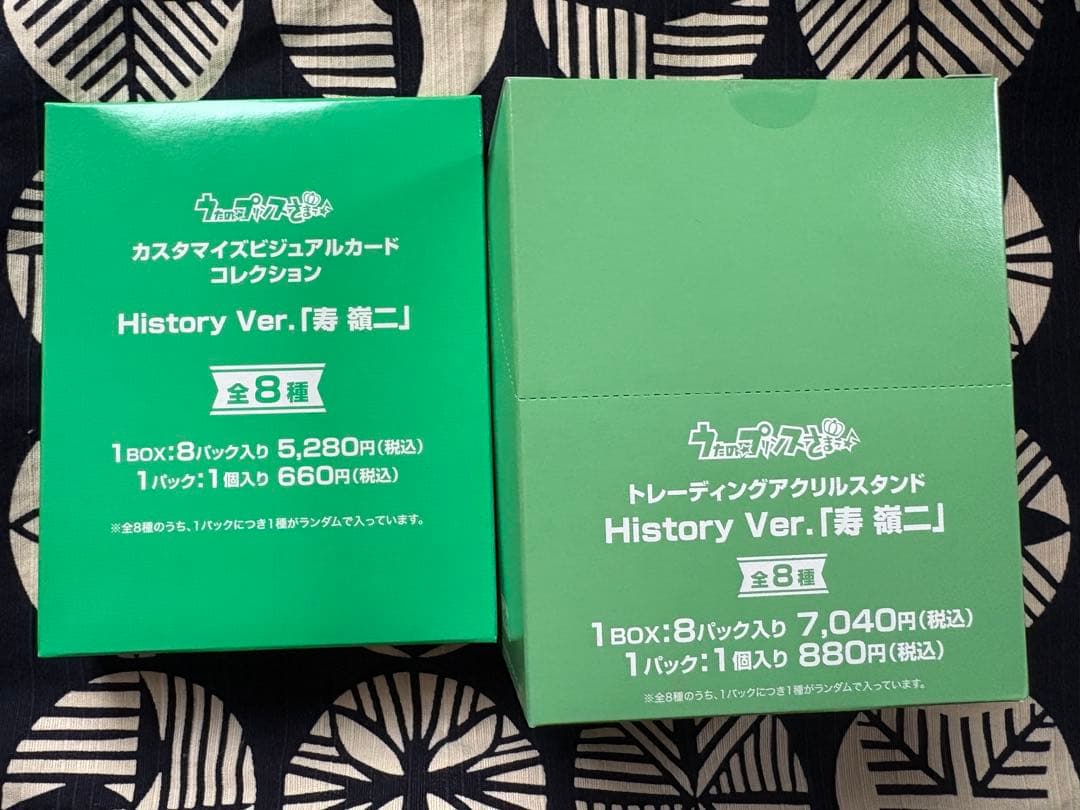 うたの☆プリンスさまっ♪
カスタマイズビジュアルカード
コレクション
History Ver.「寿 嶺二」
全8種
1BOX:8パック入り 5,280円(税込)
1パック:1個入り 660円(税込)
※全8種のうち、1パックにつき1種がランダムで入っています。
うたの☆プリンスさまっ♪
トレーディングアクリルスタンド
History Ver.「寿 嶺二」
全8種
1BOX:8パック入り 7,040円(税込)
1パック:1個入り 880円(税込)
※全8種のうち、1パックにつき1種がランダムで入っています。